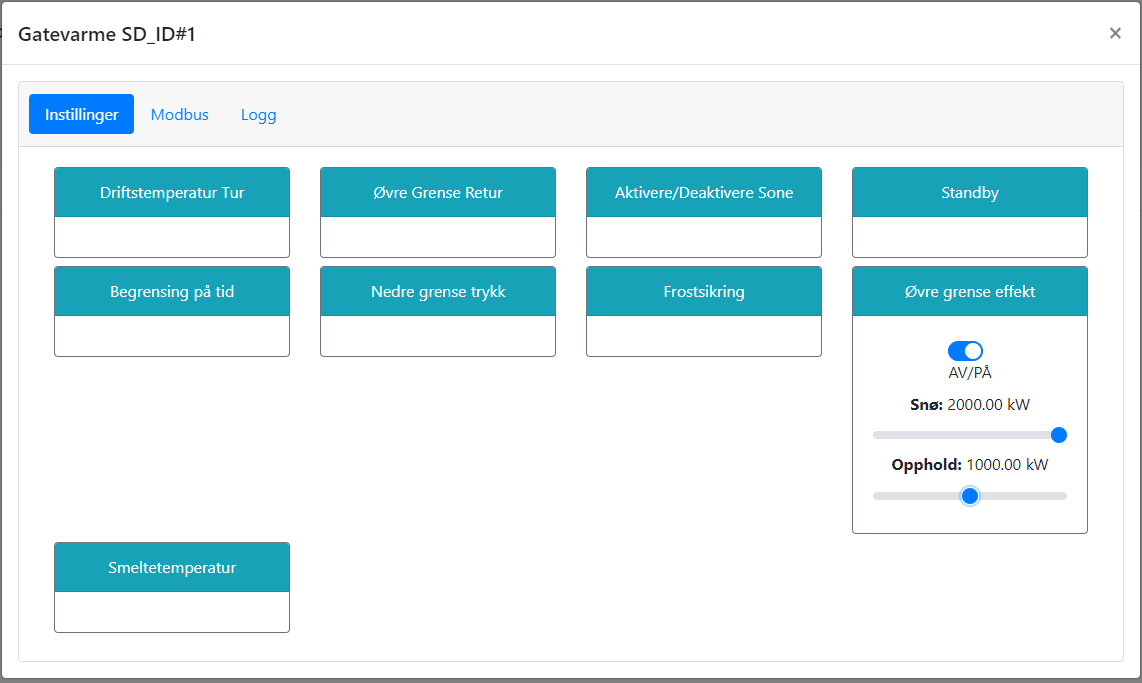 Gatevarme SD_ID#1
×
Instillinger Modbus Logg
Driftstemperatur Tur
Øvre Grense Retur
Aktivere/Deaktivere Sone
Standby
Begrensing på tid
Nedre grense trykk
Frostsikring
Øvre grense effekt
AV/PÅ
Snø: 2000.00 kW
Opphold: 1000.00 kW
Smeltetemperatur